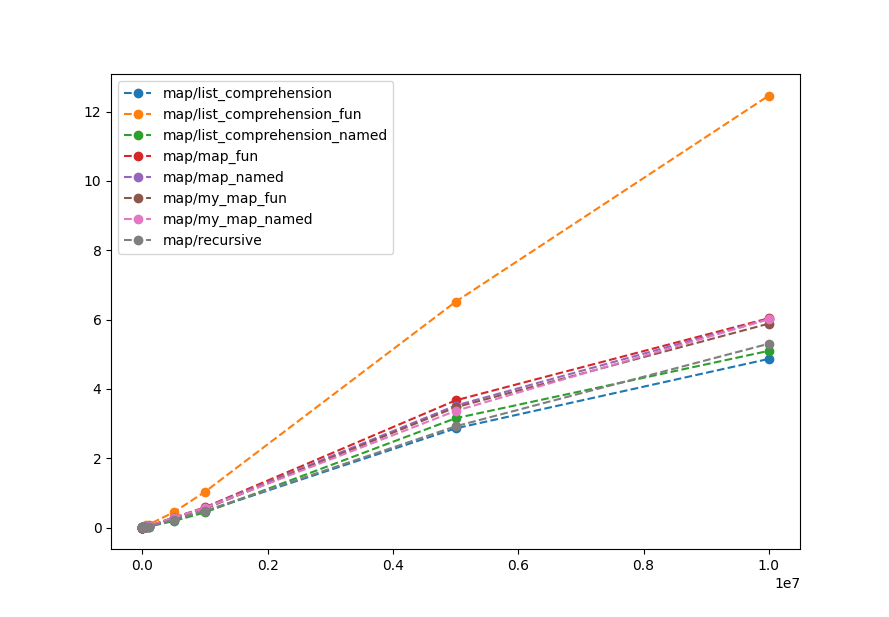 map/list_comprehension
map/list_comprehension_fun
map/list_comprehension_named
map/map_fun
map/map_named
map/my_map_fun
map/my_map_named
map/recursive
12
10
8
6
4
2
0
0.0 0.2 0.4 0.6 0.8 1.0
1e7